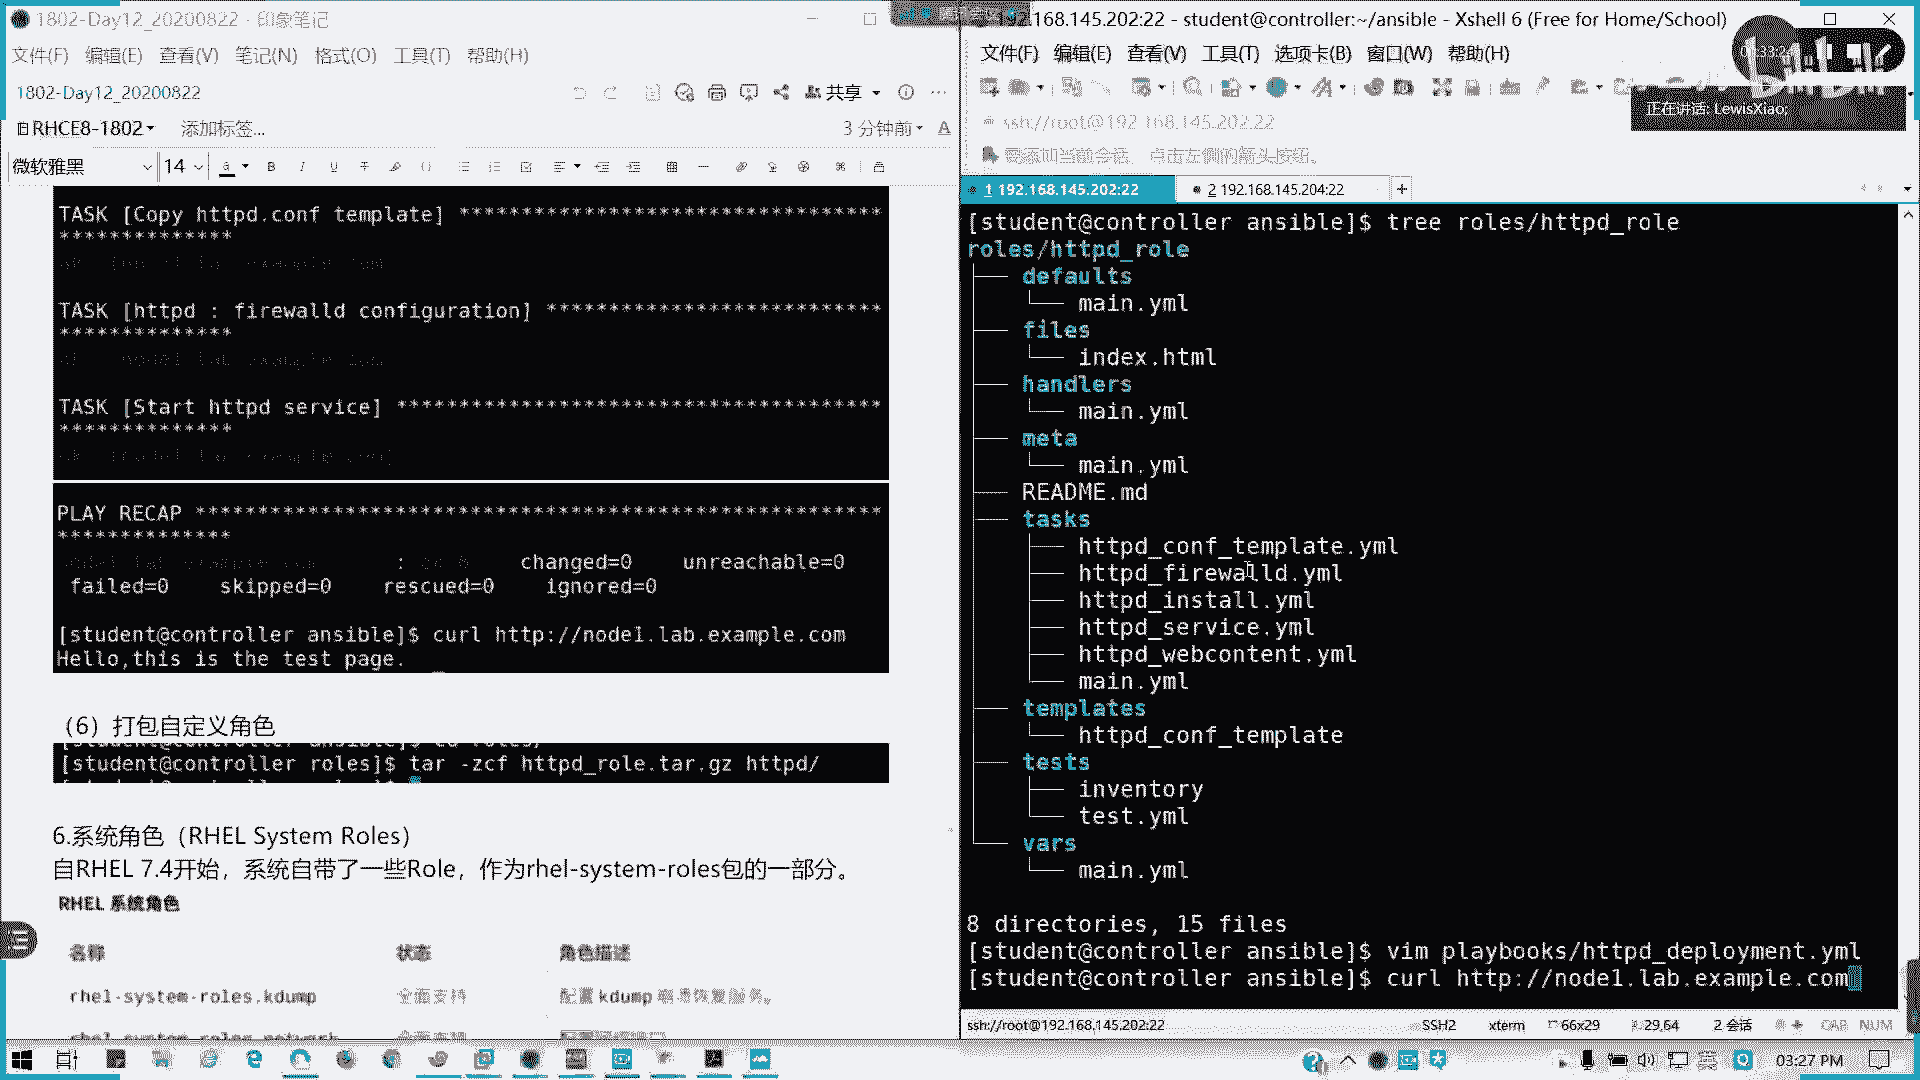 1802-Day12_20200822 - 印象笔记
文件(F) 编辑(E) 查看(V) 笔记(N) 格式(O) 工具(T) 帮助(H)
1802-Day12_20200822
共享
RHCE8-1802
添加标签...
3 分钟前
微软雅黑 14
TASK [Copy httpd.conf template] **********************************
**************
TASK [httpd : firewalld configuration] ***************************
**************
TASK [Start httpd service] ***************************************
**************
PLAY RECAP *******************************************************
**************
: changed=0 unreachable=0
failed=0 skipped=0 rescued=0 ignored=0
[student@controller ansible]$ curl http://node1.lab.example.com
Hello,this is the test page.
（6）打包自定义角色
[student@controller roles]$ tar -zcf httpd_role.tar.gz httpd/
6.系统角色（RHEL System Roles）
自RHEL 7.4开始，系统自带了一些Role，作为rhel-system-roles包的一部分。
RHEL 系统角色
名称 状态 角色描述
rhel-system-roles.kdump 全面支持 配置 kdump 崩溃恢复服务。
192.168.145.202:22 - student@controller:~/ansible - Xshell 6 (Free for Home/School)
文件(F) 编辑(E) 查看(V) 工具(T) 选项卡(B) 窗口(W) 帮助(H)
正在讲话: LewisXiao;
ssh://root@192.168.145.202:22
要添加当前会话，点击左侧的箭头按钮。
1 192.168.145.202:22
2 192.168.145.204:22
[student@controller ansible]$ tree roles/httpd_role
roles/httpd_role
├── defaults
│   └── main.yml
├── files
│   └── index.html
├── handlers
│   └── main.yml
├── meta
│   └── main.yml
├── README.md
├── tasks
│   ├── httpd_conf_template.yml
│   ├── httpd_firewalld.yml
│   ├── httpd_install.yml
│   ├── httpd_service.yml
│   ├── httpd_webcontent.yml
│   └── main.yml
├── templates
│   └── httpd_conf_template
├── tests
│   ├── inventory
│   └── test.yml
└── vars
    └── main.yml
8 directories, 15 files
[student@controller ansible]$ vim playbooks/httpd_deployment.yml
[student@controller ansible]$ curl http://node1.lab.example.com
ssh://root@192.168.145.202:22 SSH2 xterm 66x29 29,64 2 会话 CAP NUM
03:27 PM